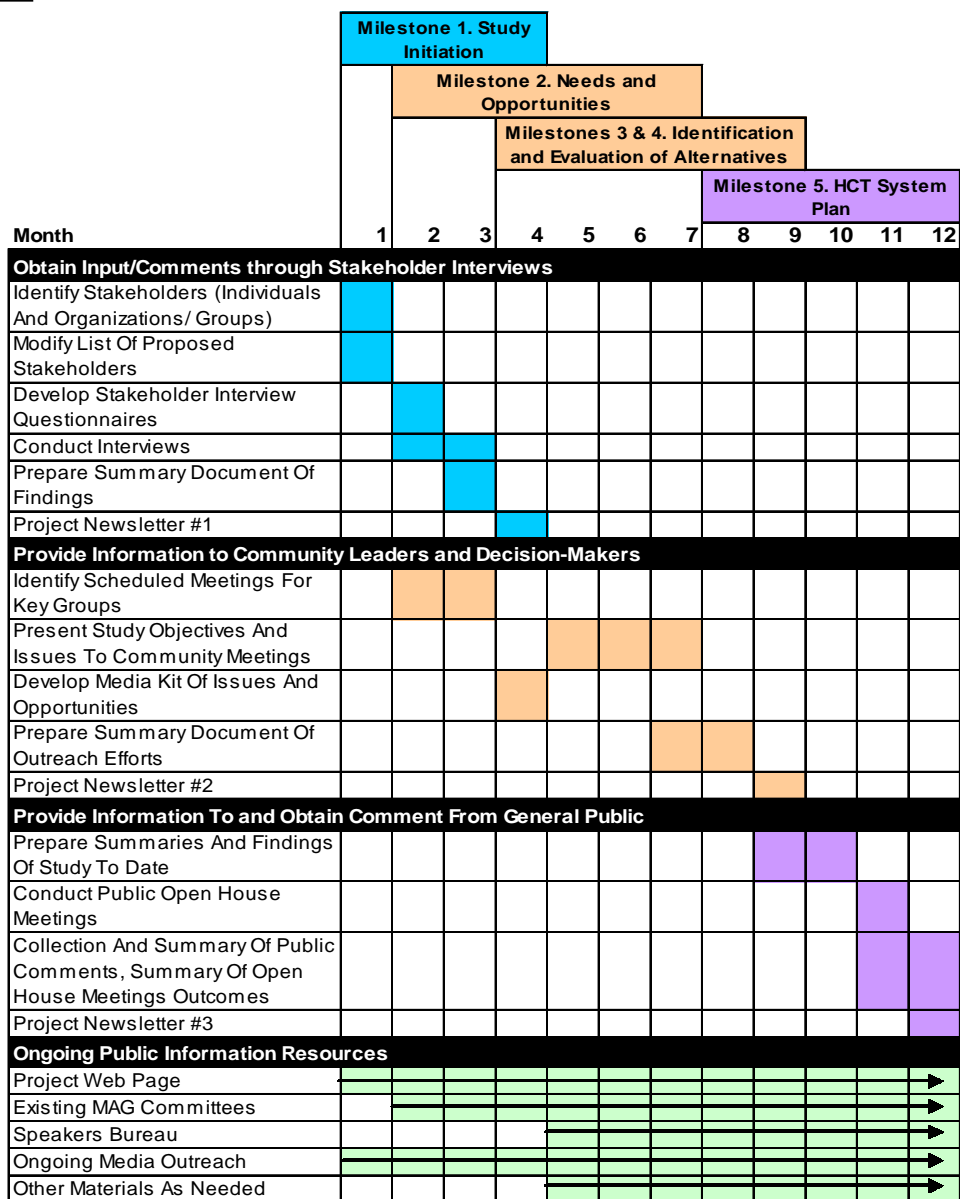 Milestone 1. Study
Initiation
Milestone 2. Needs and
Opportunities
Milestones 3 & 4. Identification
and Evaluation of Alternatives
Milestone 5. HCT System
Plan
Month 1 2 3 4 5 6 7 8 9 10 11 12
Obtain Input/Comments through Stakeholder Interviews
Identify Stakeholders (Individuals
And Organizations/ Groups)
Modify List Of Proposed
Stakeholders
Develop Stakeholder Interview
Questionnaires
Conduct Interviews
Prepare Summary Document Of
Findings
Project Newsletter #1
Provide Information to Community Leaders and Decision-Makers
Identify Scheduled Meetings For
Key Groups
Present Study Objectives And
Issues To Community Meetings
Develop Media Kit Of Issues And
Opportunities
Prepare Summary Document Of
Outreach Efforts
Project Newsletter #2
Provide Information To and Obtain Comment From General Public
Prepare Summaries And Findings
Of Study To Date
Conduct Public Open House
Meetings
Collection And Summary Of Public
Comments, Summary Of Open
House Meetings Outcomes
Project Newsletter #3
Ongoing Public Information Resources
Project Web Page
Existing MAG Committees
Speakers Bureau
Ongoing Media Outreach
Other Materials As Needed